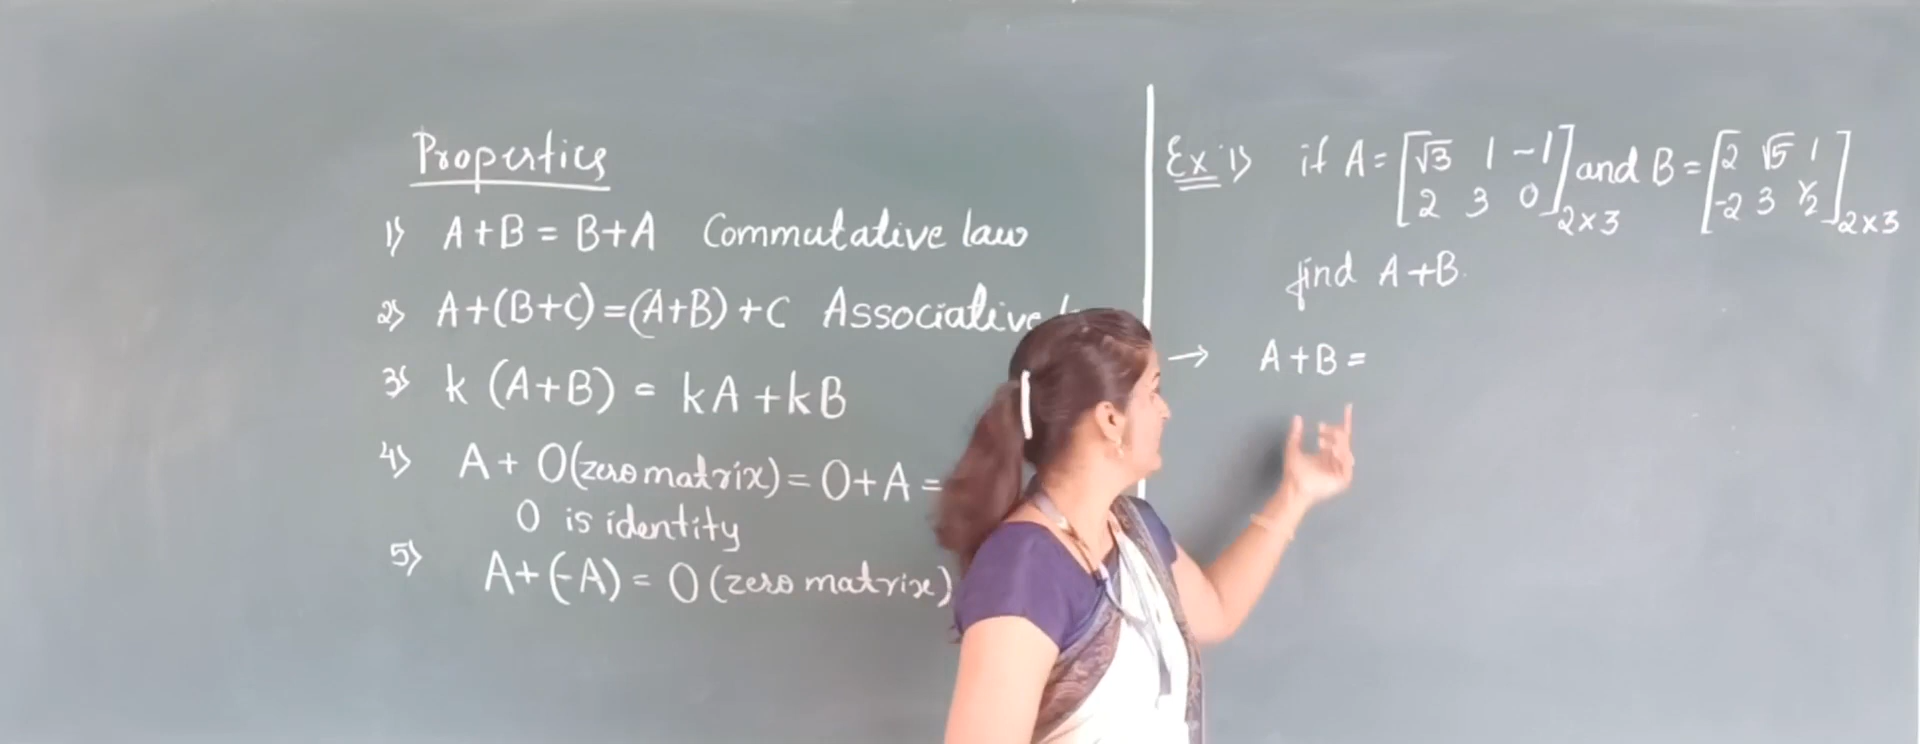 Properties
1) A+B = B+A Commutative law
2) A+(B+C)=(A+B)+C Associative
3) k (A+B) = kA+kB
4) A+ O(zero matrix)= O+A =
O is identity
5) A+(-A) = O (zero matrix)
Ex 1) if A = [√3 1 -1
2 3 0]2×3 and B = [2 √5 1
-2 3 1/2]2×3
find A+B.
→ A+B =